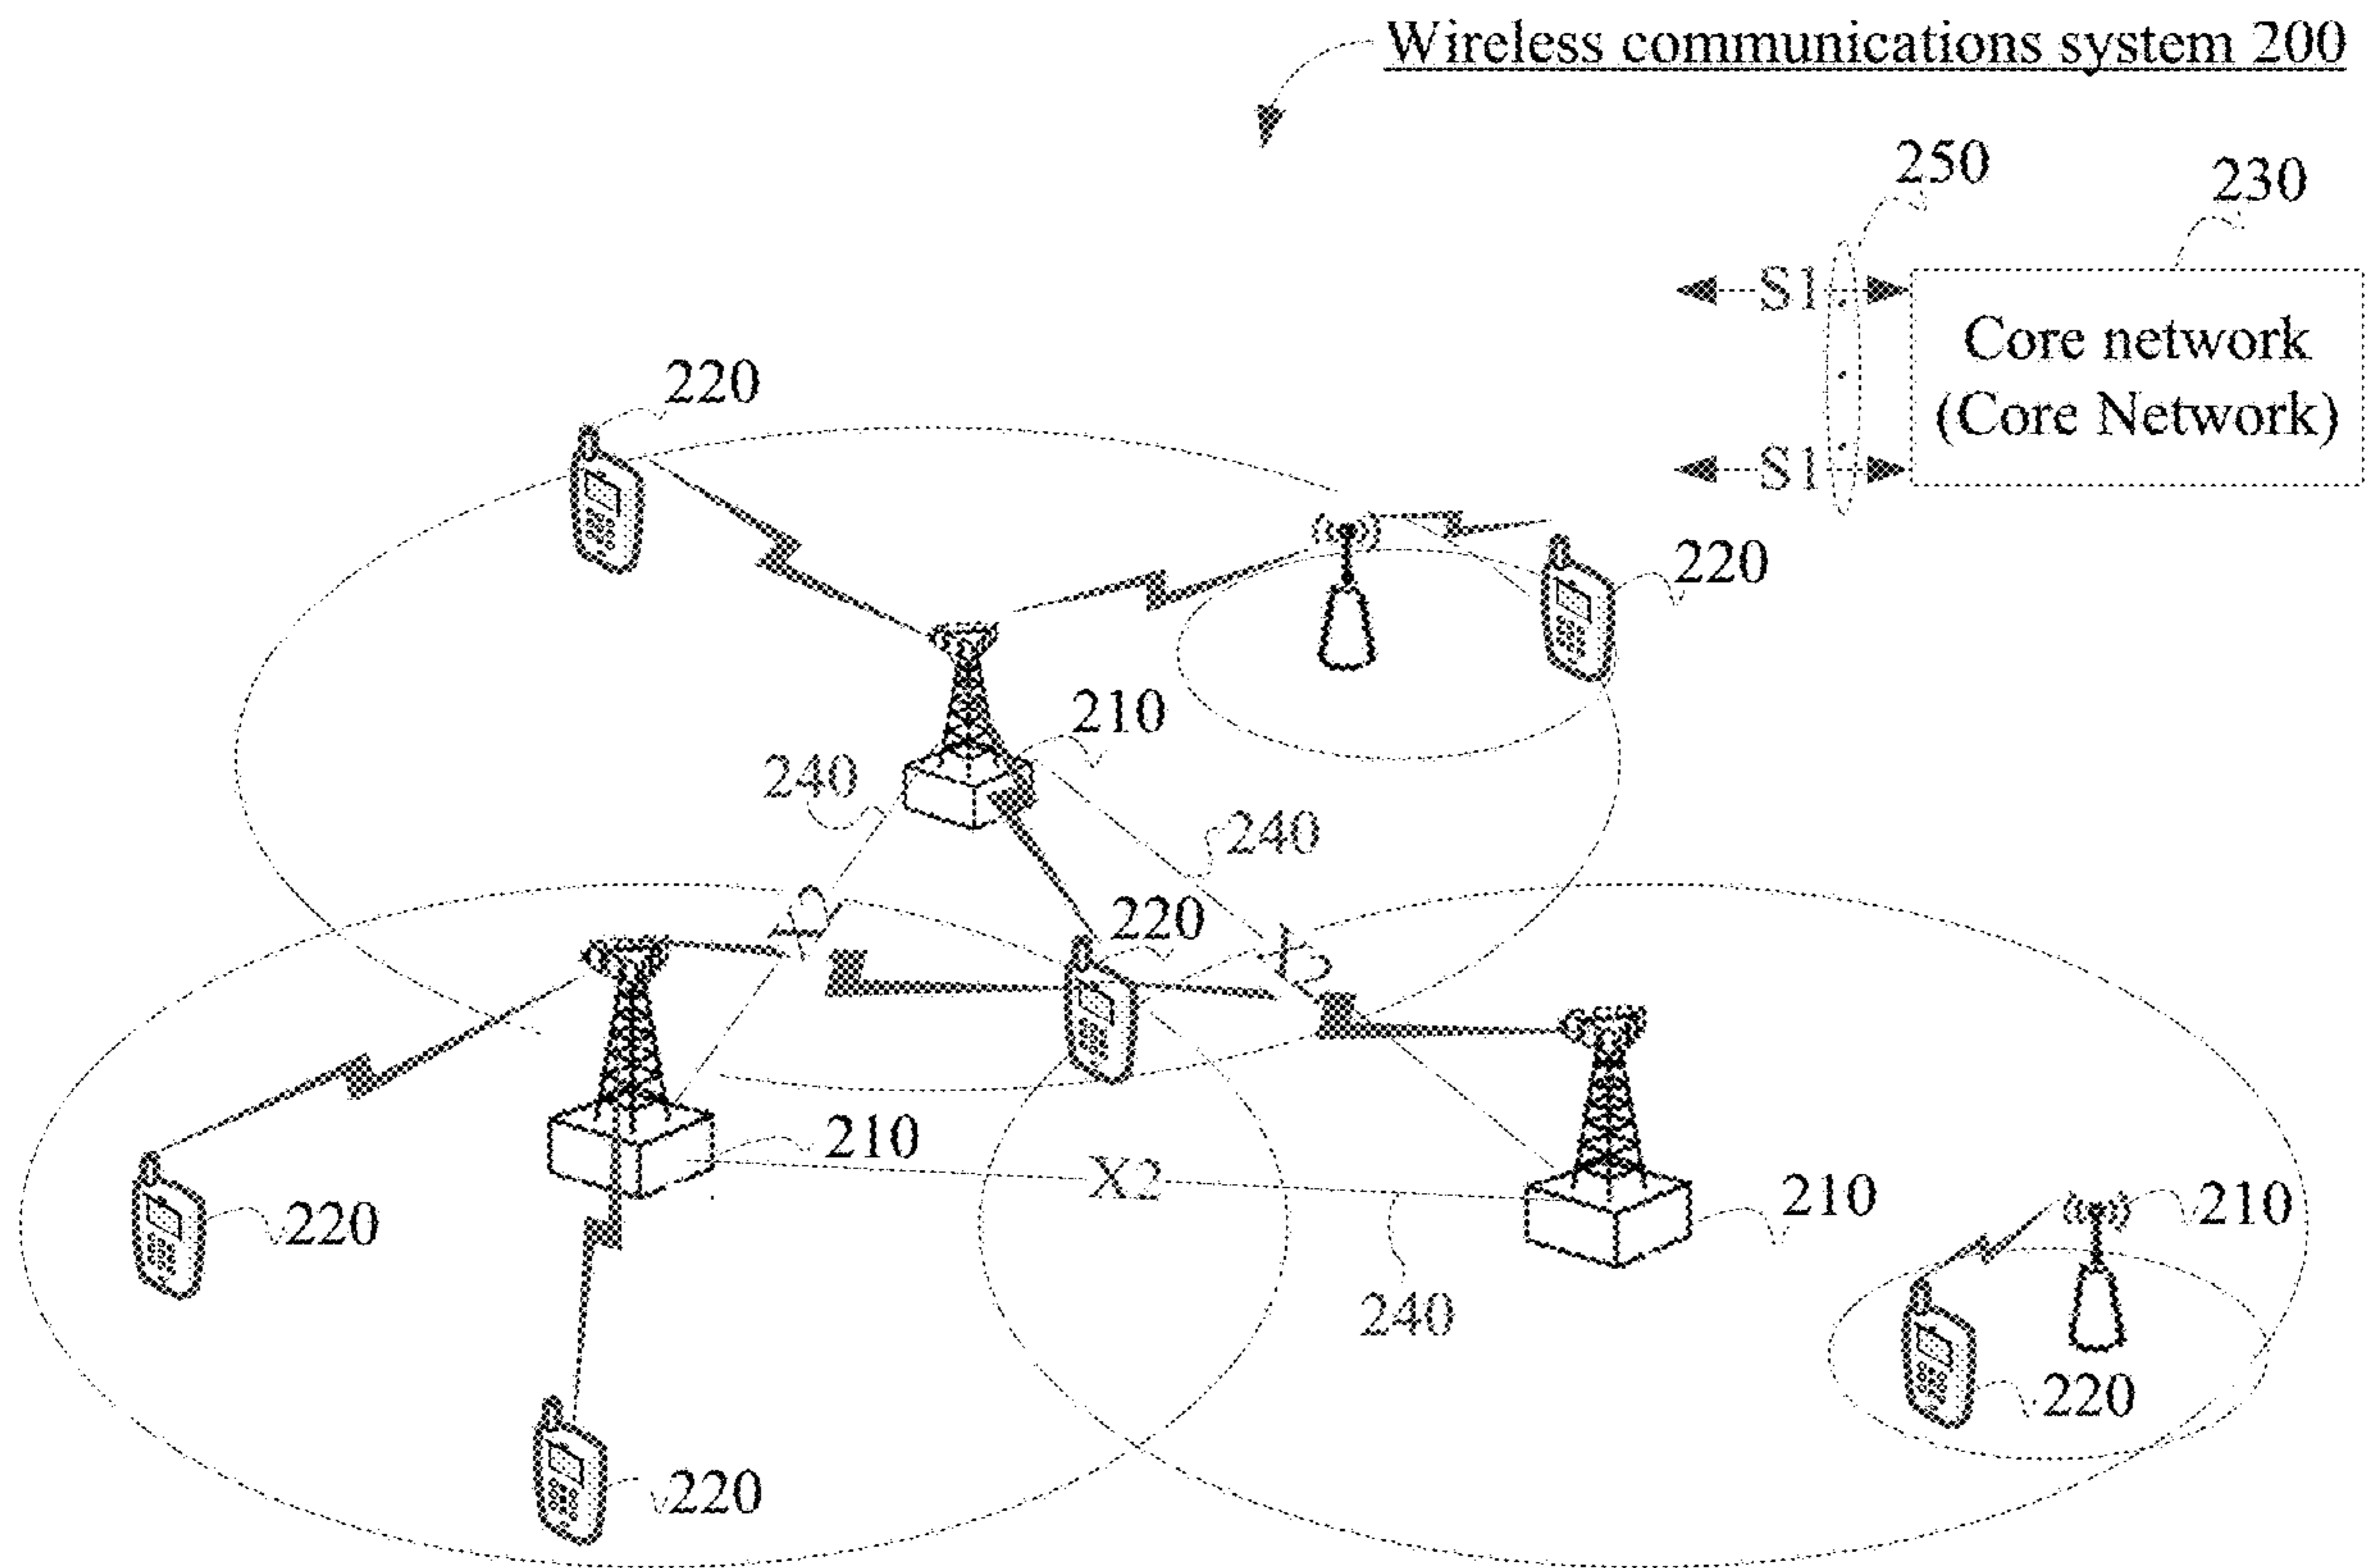 Wireless communications system 200
250
230
S1
Core network
(Core Network)
S1
220
220
210
240
240
X2
220
X2
210
X2
210
210
220
240
220
220